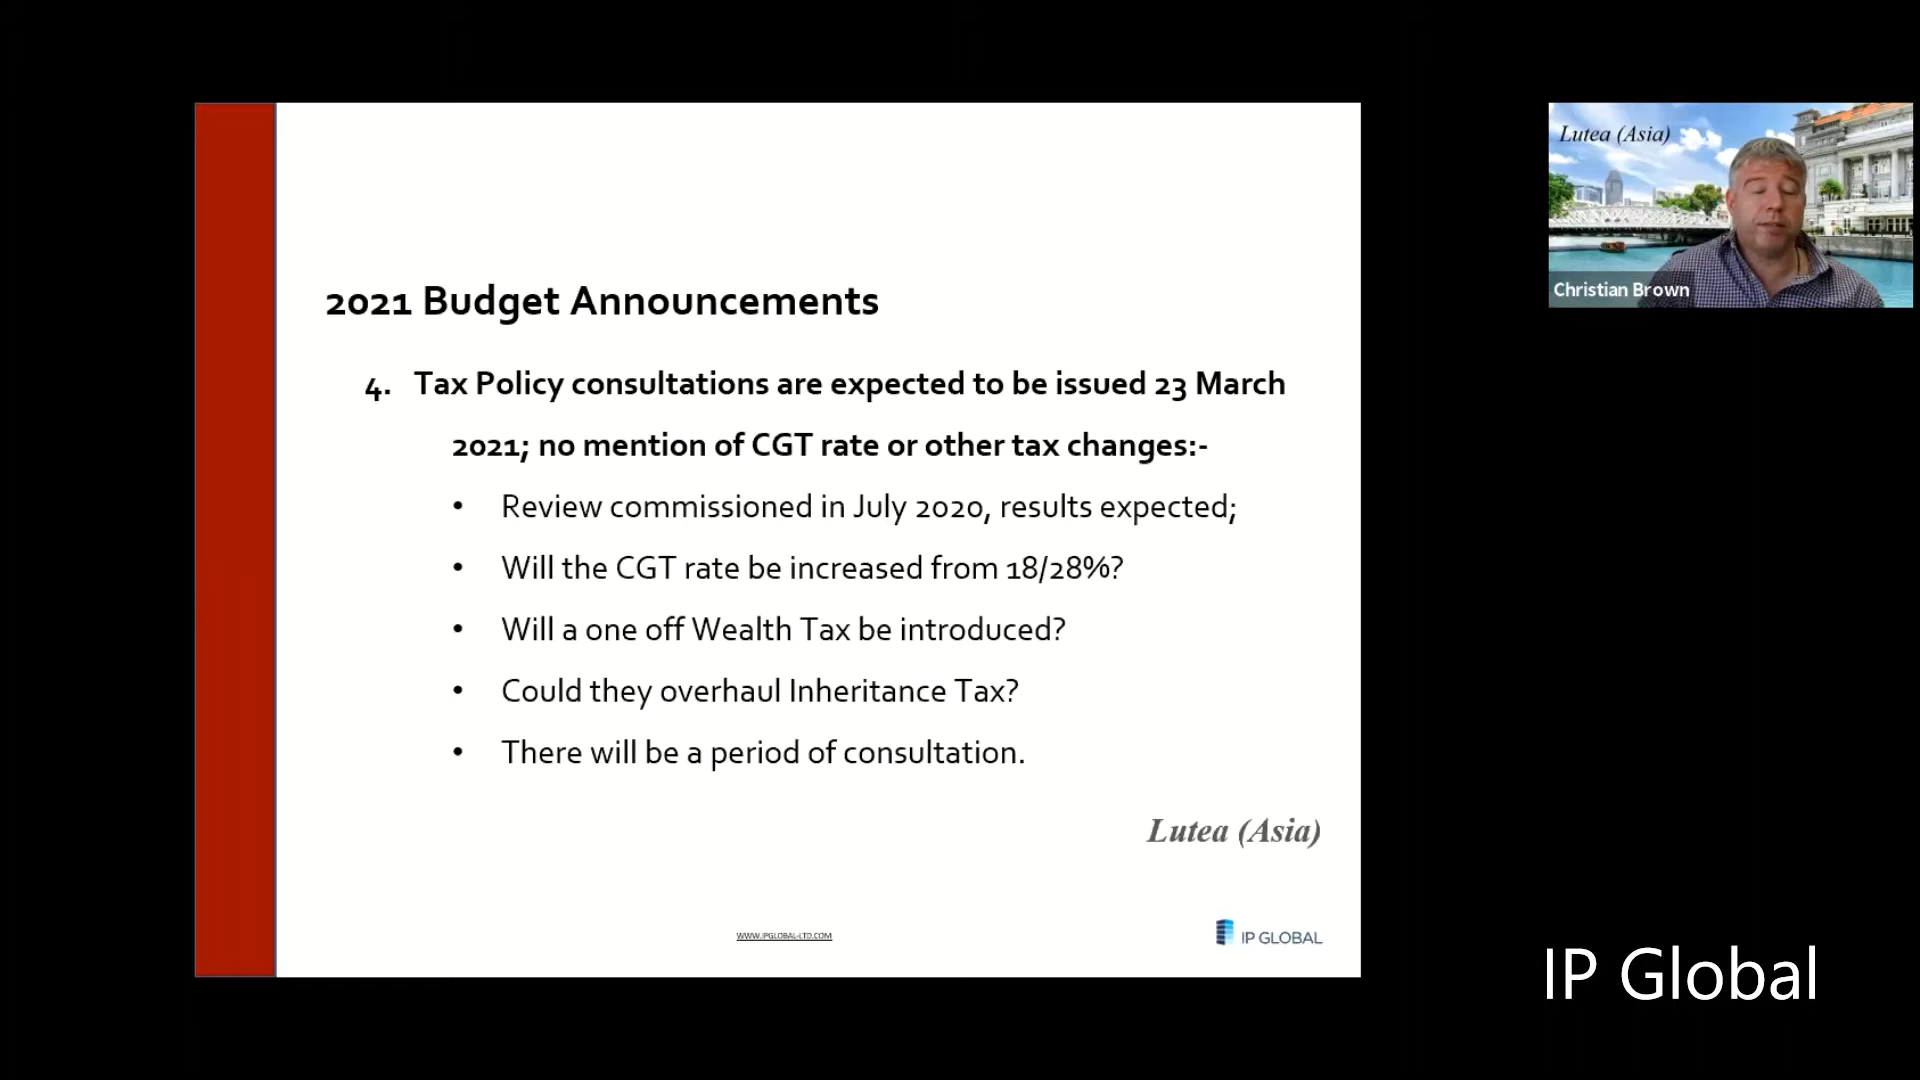 Lutea (Asia)
Christian Brown
2021 Budget Announcements
4. Tax Policy consultations are expected to be issued 23 March
2021; no mention of CGT rate or other tax changes:-
• Review commissioned in July 2020, results expected;
• Will the CGT rate be increased from 18/28%?
• Will a one off Wealth Tax be introduced?
• Could they overhaul Inheritance Tax?
• There will be a period of consultation.
Lutea (Asia)
WWW.IPGLOBAL-LTD.COM
IP GLOBAL
IP Global